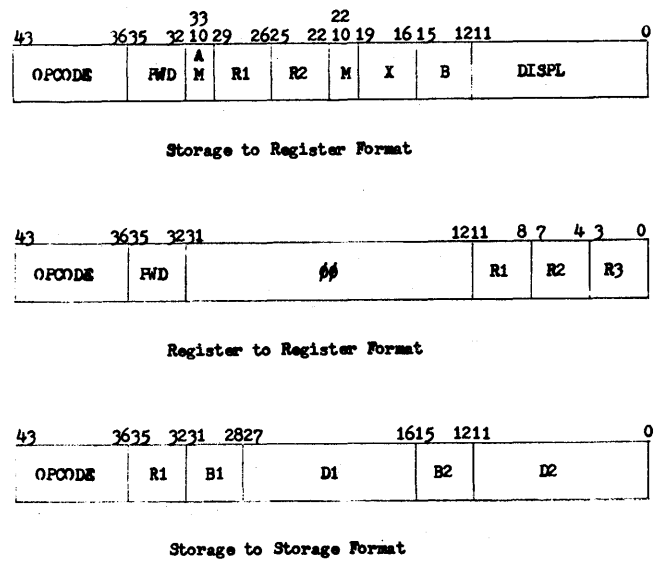 33 22
43 3635 32 10 29 2625 22 10 19 1615 1211 0
OPCODE FWD A M R1 R2 M X B DISPL
Storage to Register Format
43 3635 3231 1211 8 7 4 3 0
OPCODE FWD ØØ R1 R2 R3
Register to Register Format
43 3635 3231 2827 1615 1211 0
OPCODE R1 B1 D1 B2 D2
Storage to Storage Format